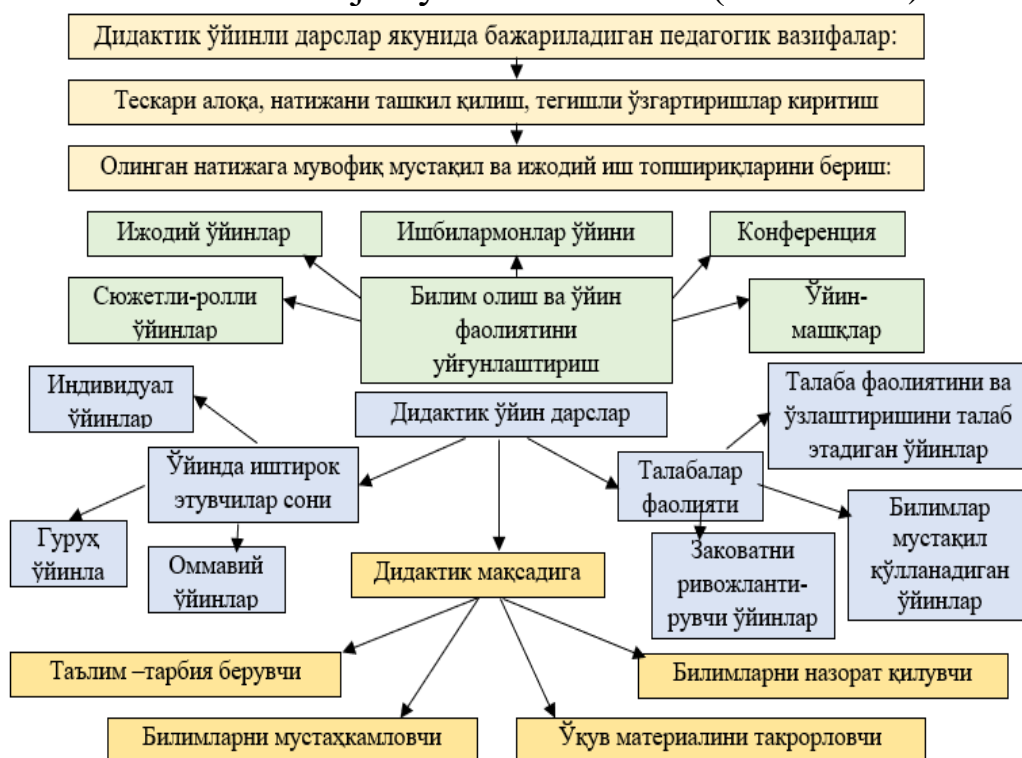 Дидактик ўйинли дарслар якунида бажариладиган педагогик вазифалар:
Тескари алоқа, натижани ташкил қилиш, тегишли ўзгартиришлар киритиш
Олинган натижага мувофиқ мустақил ва ижодий иш топшириқларини бериш:
Ижодий ўйинлар
Ишбилармонлар ўйини
Конференция
Сюжетли-ролли
ўйинлар
Билим олиш ва ўйин
фаолиятини
уйғунлаштириш
Ўйин-
машқлар
Индивидуал
ўйинлар
Дидактик ўйин дарслар
Талаба фаолиятини ва
ўзлаштиришини талаб
этадиган ўйинлар
Ўйинда иштирок
этувчилар сони
Талабалар
фаолияти
Гуруҳ
ўйинла
Оммавий
ўйинлар
Дидактик мақсадига
Заковатни
ривожланти-
рувчи ўйинлар
Билимлар
мустақил
қўлланадиган
ўйинлар
Таълим –тарбия берувчи
Билимларни назорат қилувчи
Билимларни мустаҳкамловчи
Ўқув материалини такрорловчи